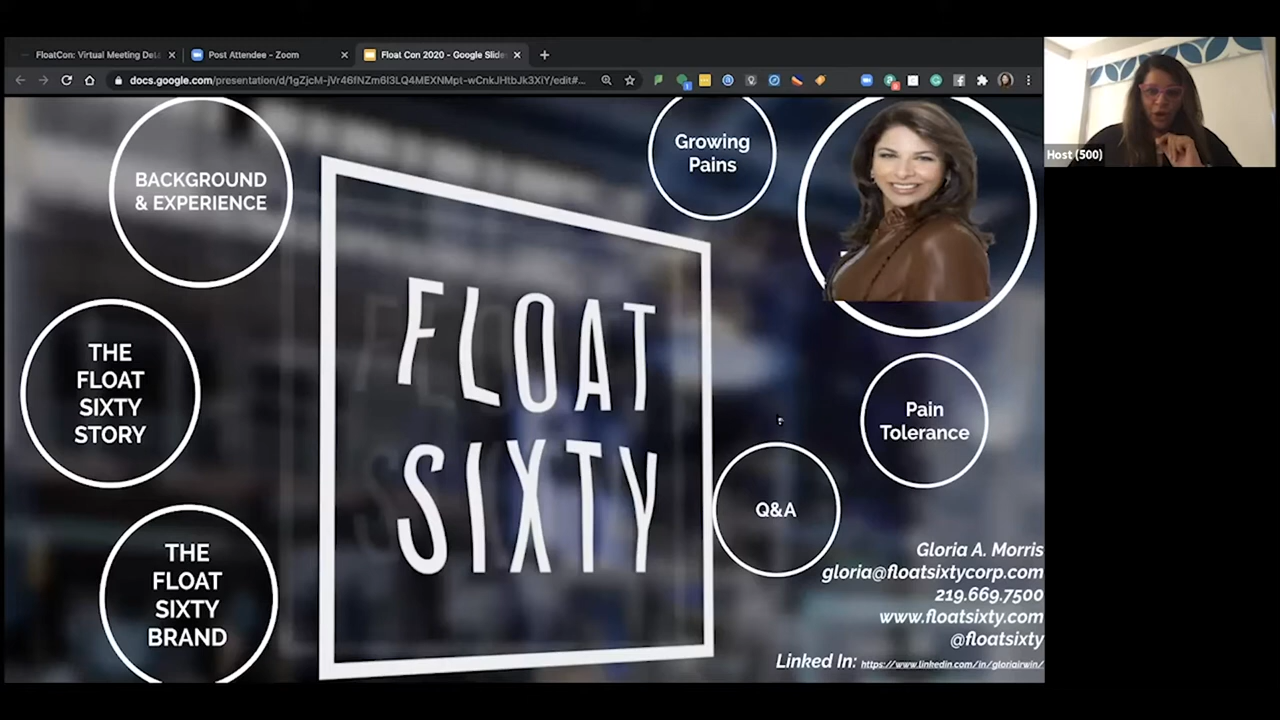 FloatCon: Virtual Meeting Det
Post Attendee - Zoom
Float Con 2020 - Google Slide
docs.google.com/presentation/d/1gZjcM-jVr46fNZm6I3LQ4MEXNMpt-wCnkJHtbJk3XiY/edit#...
Host (500)
BACKGROUND
& EXPERIENCE
Growing
Pains
THE
FLOAT
SIXTY
STORY
FLOAT
SIXTY
Pain
Tolerance
Q&A
THE
FLOAT
SIXTY
BRAND
Gloria A. Morris
gloria@floatsixtycorp.com
219.669.7500
www.floatsixty.com
@floatsixty
Linked In: https://www.linkedin.com/in/gloriairwin/